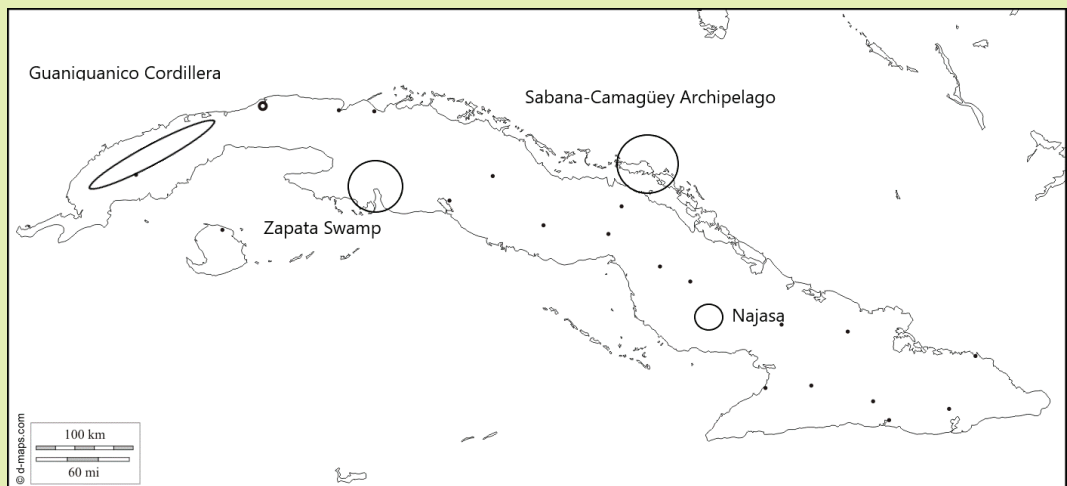 Guaniguanico Cordillera
Sabana-Camagüey Archipelago
Zapata Swamp
Najasa
100 km
60 mi
© d-maps.com